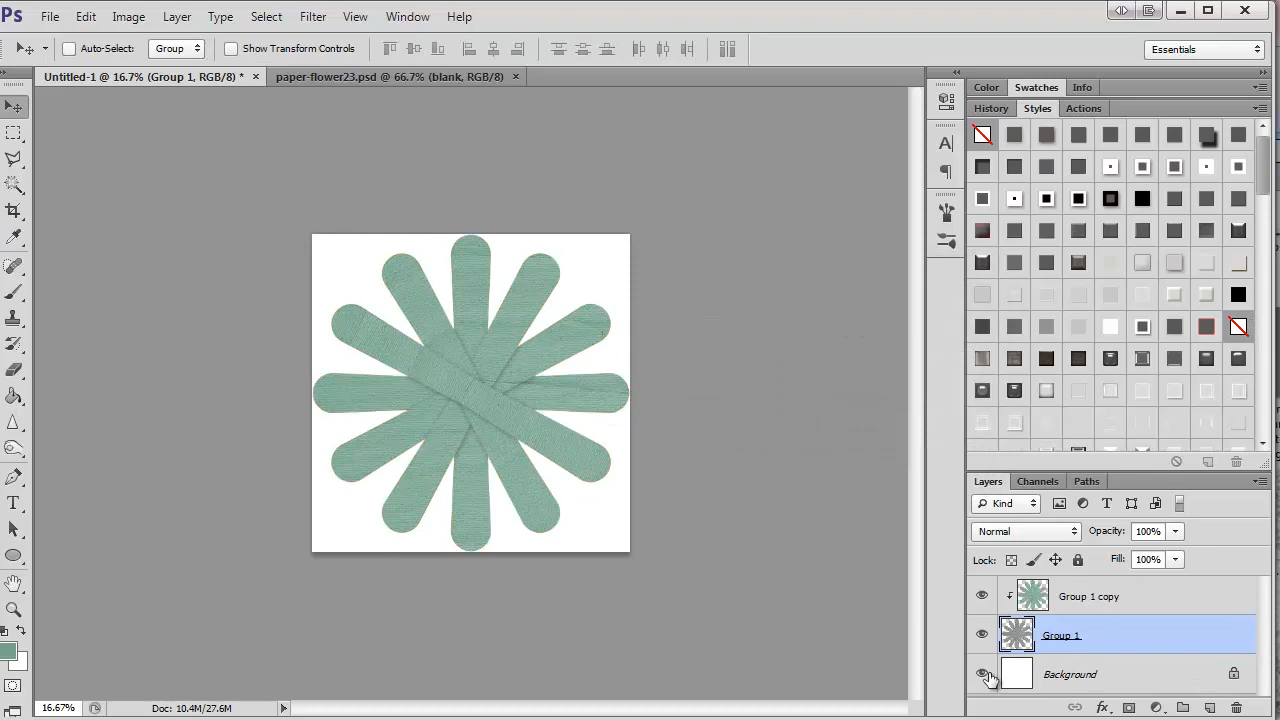 Ps File Edit Image Layer Type Select Filter View Window Help
Auto-Select: Group Show Transform Controls Essentials
Untitled-1 @ 16.7% (Group 1, RGB/8) * × paper-flower23.psd @ 66.7% (blank, RGB/8) ×
Color Swatches Info
History Styles Actions
Layers Channels Paths
Kind
Normal Opacity: 100%
Lock: Fill: 100%
Group 1 copy
Group 1
Background
16.67% Doc: 10.4M/27.6M